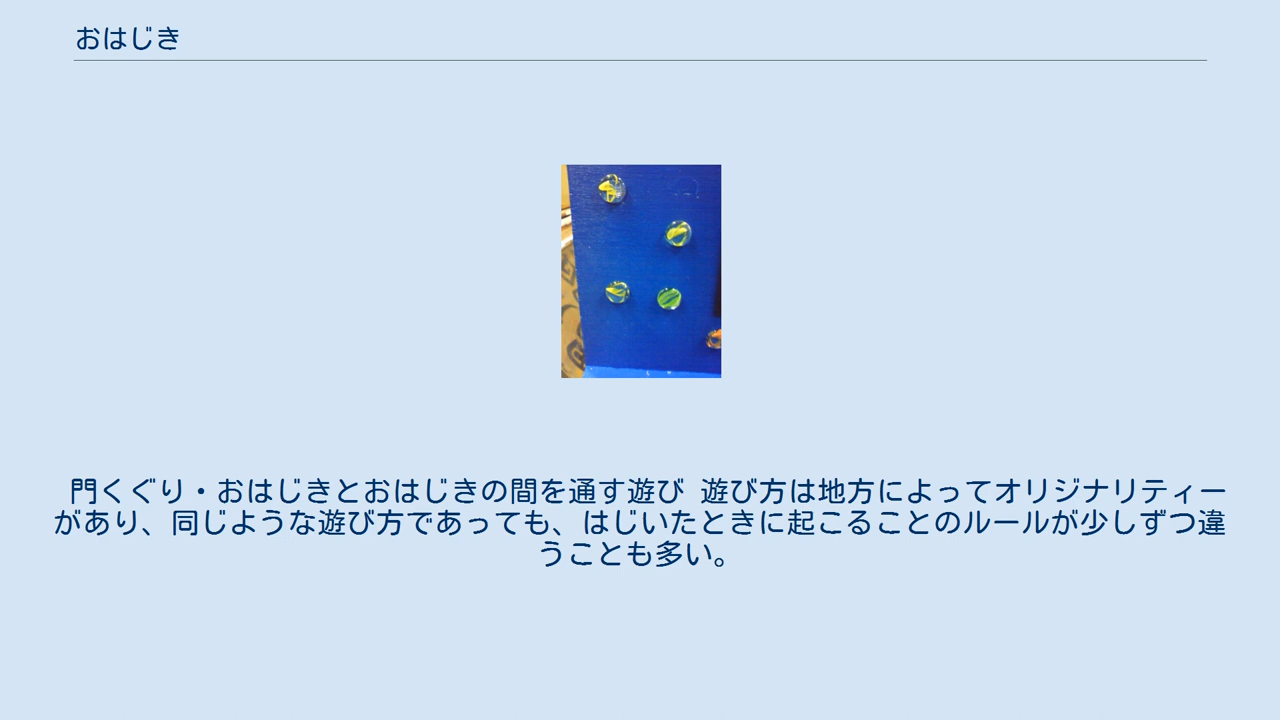 おはじき
門くぐり・おはじきとおはじきの間を通す遊び 遊び方は地方によってオリジナリティー
があり、同じような遊び方であっても、はじいたときに起こることのルールが少しずつ違
うことも多い。